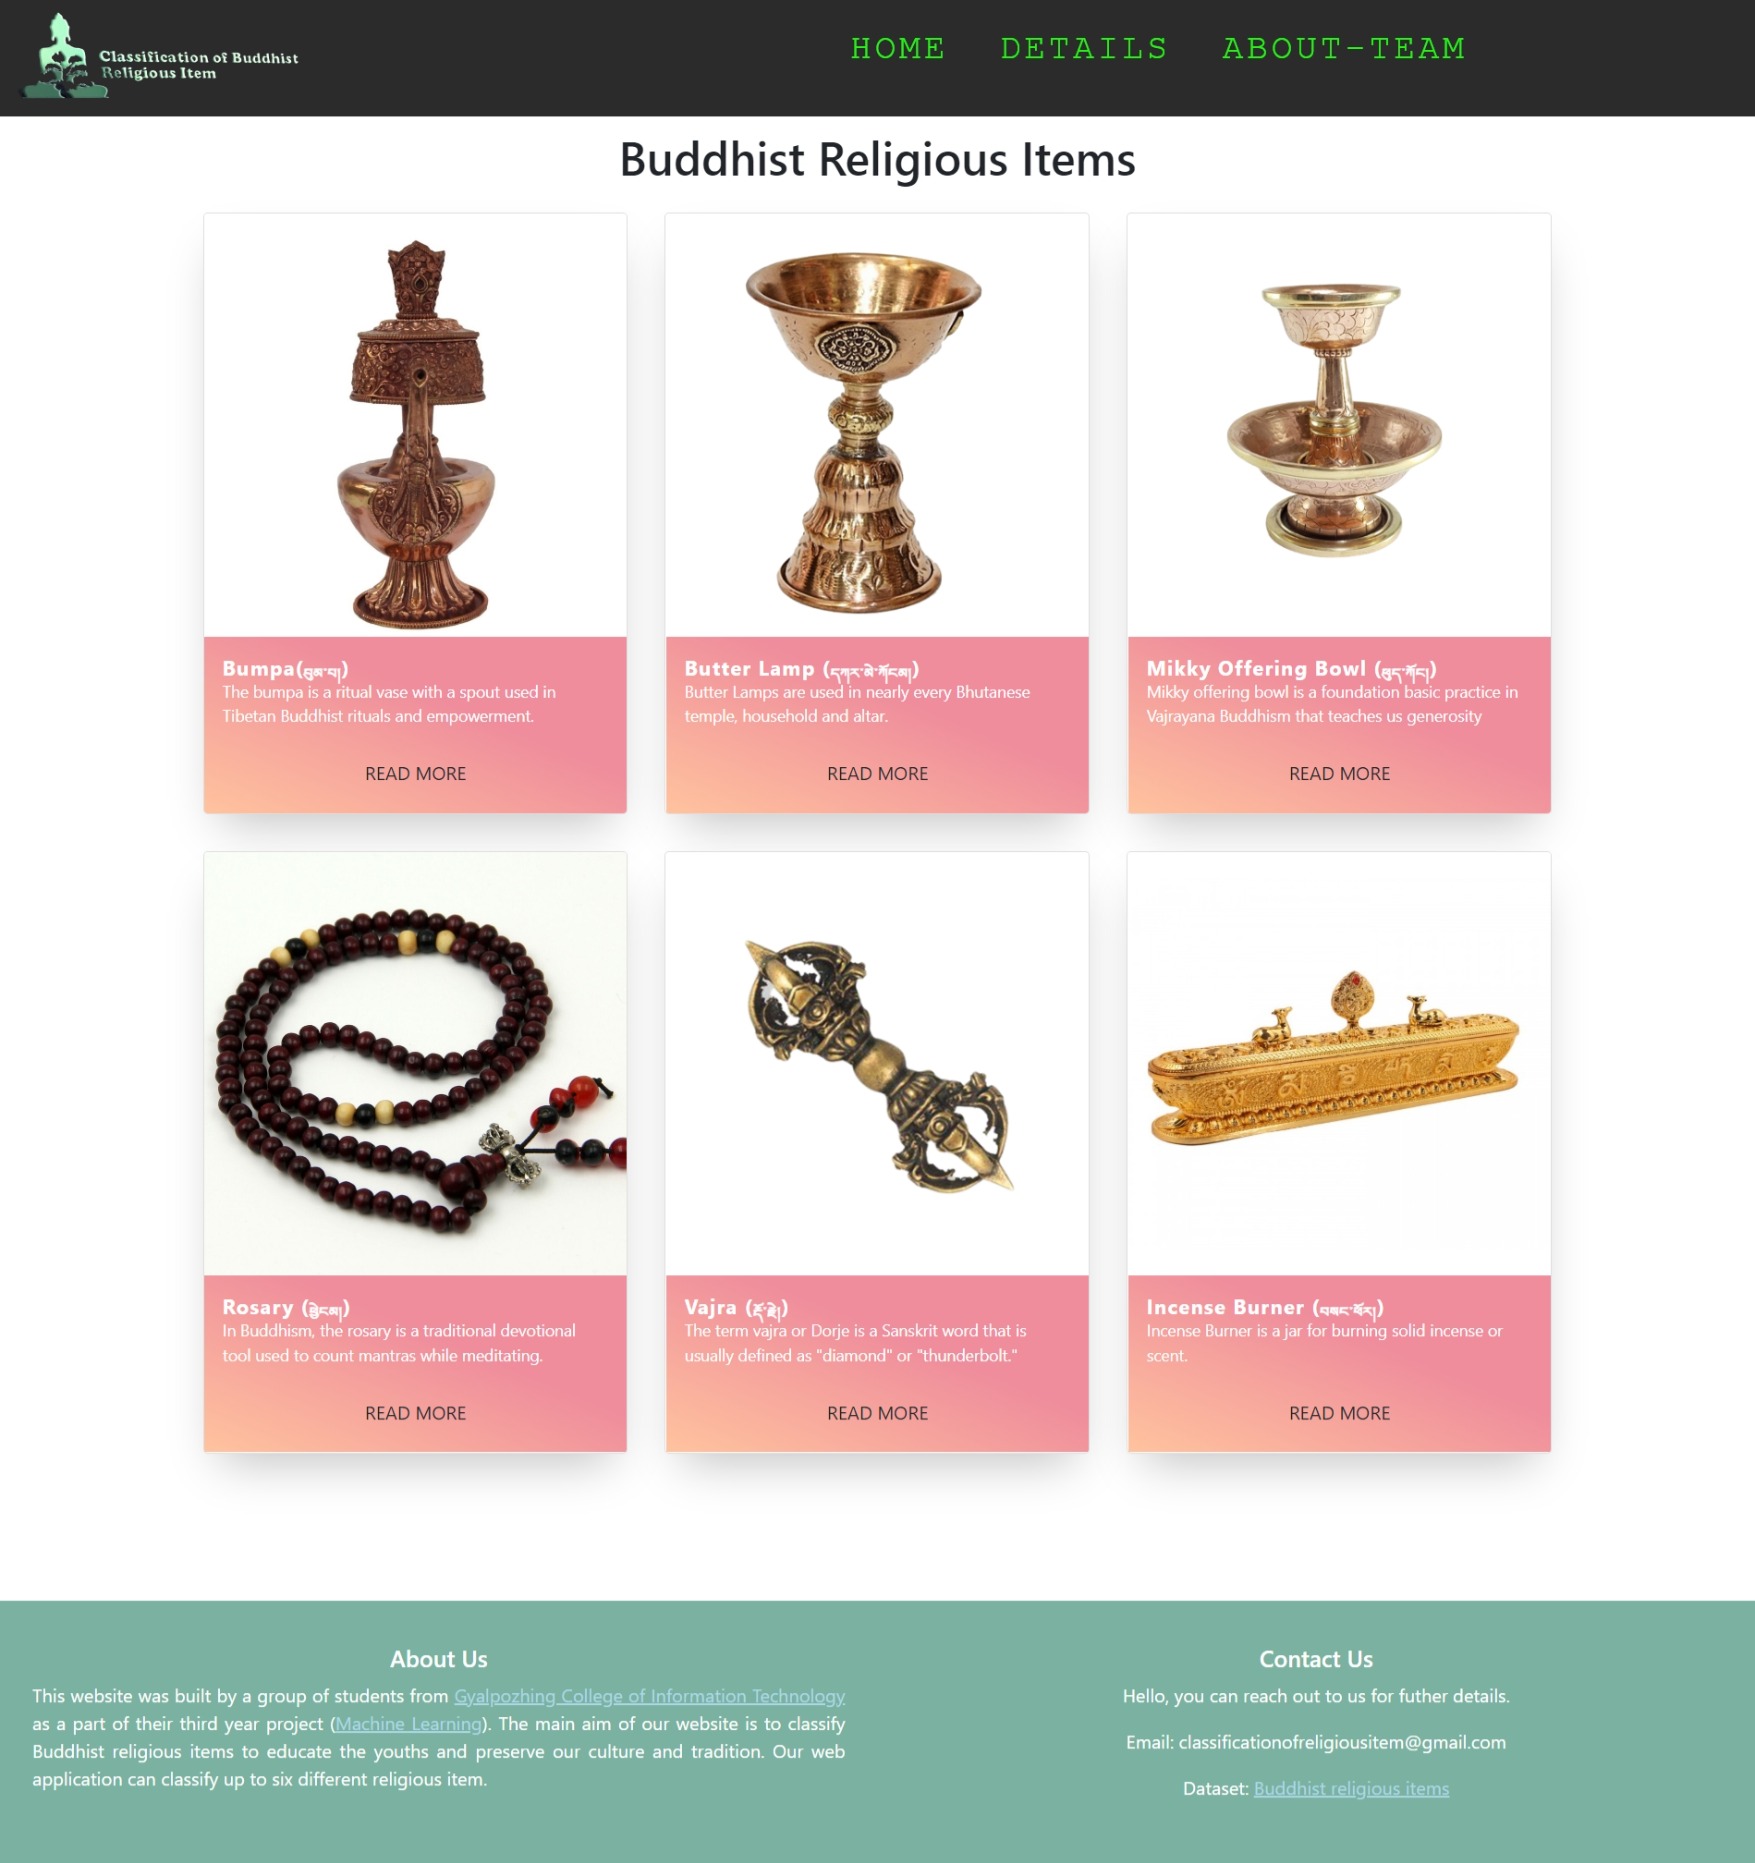 Classification of Buddhist
Religious Item
HOME DETAILS ABOUT-TEAM
Buddhist Religious Items
Bumpa(བུམ་པ།)
The bumpa is a ritual vase with a spout used in
Tibetan Buddhist rituals and empowerment.
READ MORE
Butter Lamp (དཀར་མེ་ཀོངམ།)
Butter Lamps are used in nearly every Bhutanese
temple, household and altar.
READ MORE
Mikky Offering Bowl (ཕུད་ཀོང།)
Mikky offering bowl is a foundation basic practice in
Vajrayana Buddhism that teaches us generosity
READ MORE
Rosary (ཕྲེངམ།)
In Buddhism, the rosary is a traditional devotional
tool used to count mantras while meditating.
READ MORE
Vajra (རྡོ་རྗེ།)
The term vajra or Dorje is a Sanskrit word that is
usually defined as "diamond" or "thunderbolt."
READ MORE
Incense Burner (བསང་ཕོར།)
Incense Burner is a jar for burning solid incense or
scent.
READ MORE
About Us
This website was built by a group of students from Gyalpozhing College of Information Technology
as a part of their third year project (Machine Learning). The main aim of our website is to classify
Buddhist religious items to educate the youths and preserve our culture and tradition. Our web
application can classify up to six different religious item.
Contact Us
Hello, you can reach out to us for futher details.
Email: classificationofreligiousitem@gmail.com
Dataset: Buddhist religious items